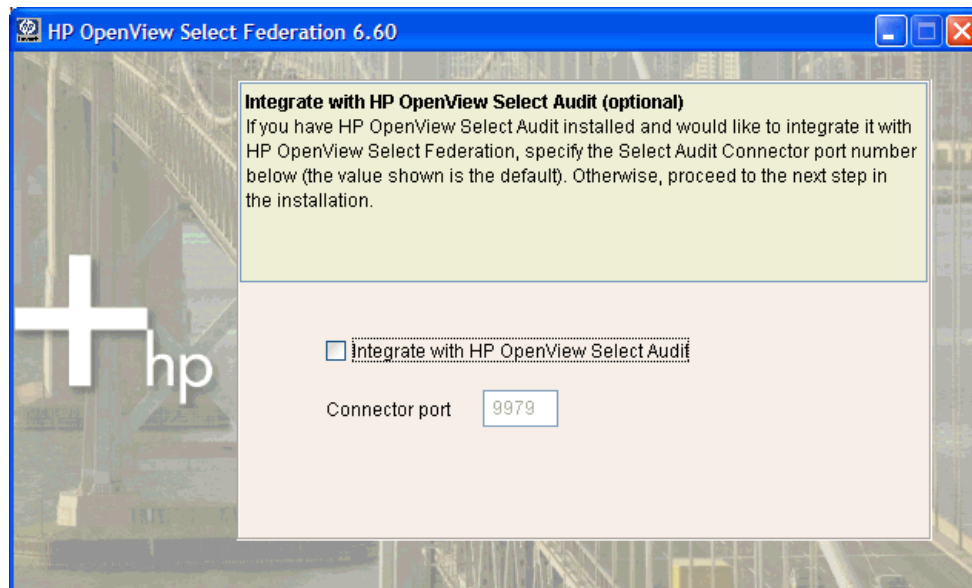 HP OpenView Select Federation 6.60
Integrate with HP OpenView Select Audit (optional)
If you have HP OpenView Select Audit installed and would like to integrate it with
HP OpenView Select Federation, specify the Select Audit Connector port number
below (the value shown is the default). Otherwise, proceed to the next step in
the installation.
hp
Integrate with HP OpenView Select Audit
Connector port 9979